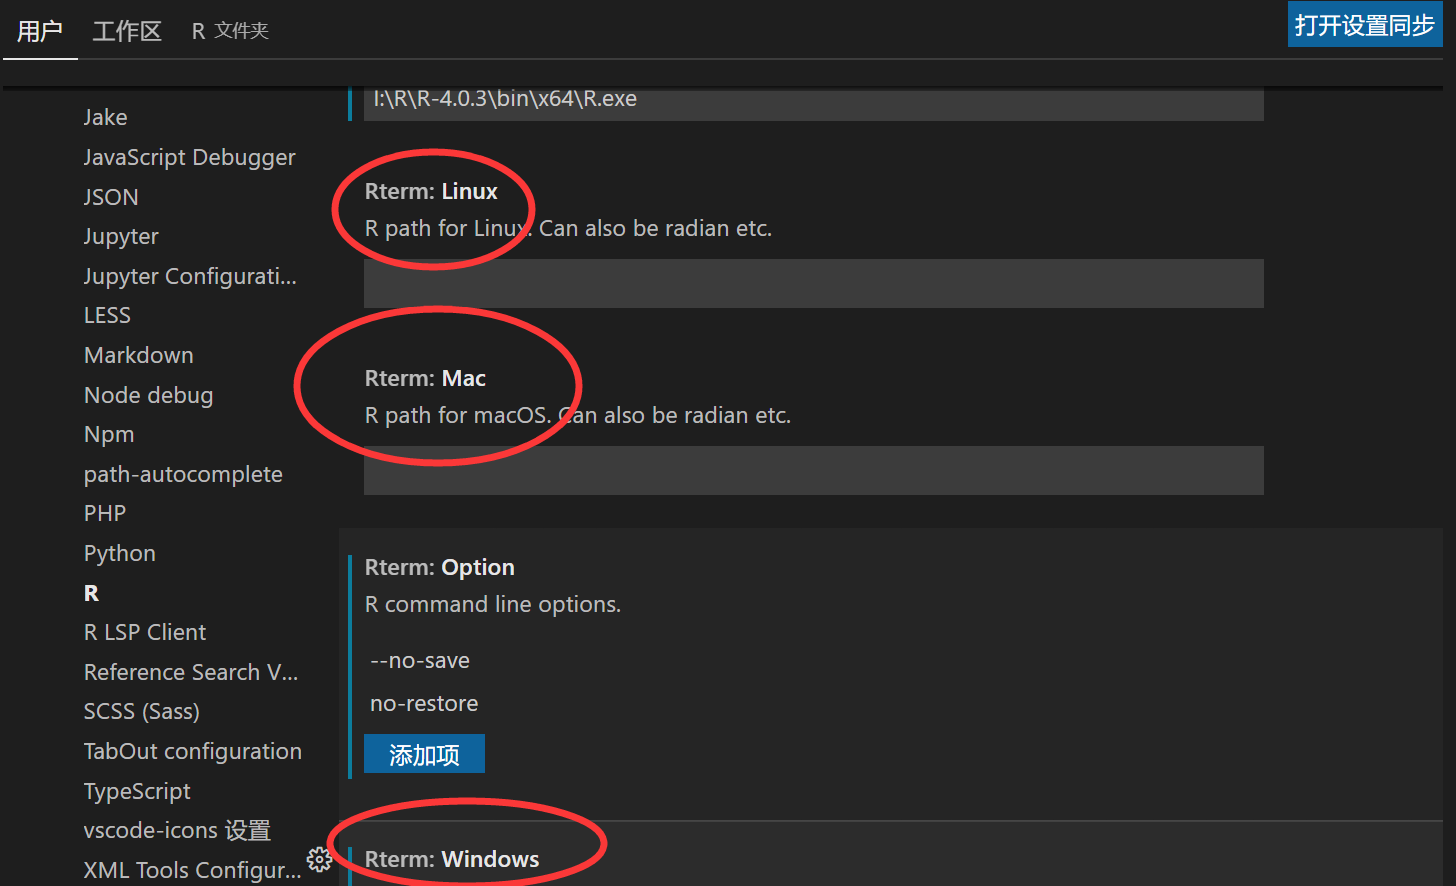 用户 工作区 R 文件夹
打开设置同步
Jake
JavaScript Debugger
JSON
Jupyter
Jupyter Configurati...
LESS
Markdown
Node debug
Npm
path-autocomplete
PHP
Python
R
R LSP Client
Reference Search V...
SCSS (Sass)
TabOut configuration
TypeScript
vscode-icons 设置
XML Tools Configur...
I:\R\R-4.0.3\bin\x64\R.exe
Rterm: Linux
R path for Linux. Can also be radian etc.
Rterm: Mac
R path for macOS. Can also be radian etc.
Rterm: Option
R command line options.
--no-save
no-restore
添加项
Rterm: Windows